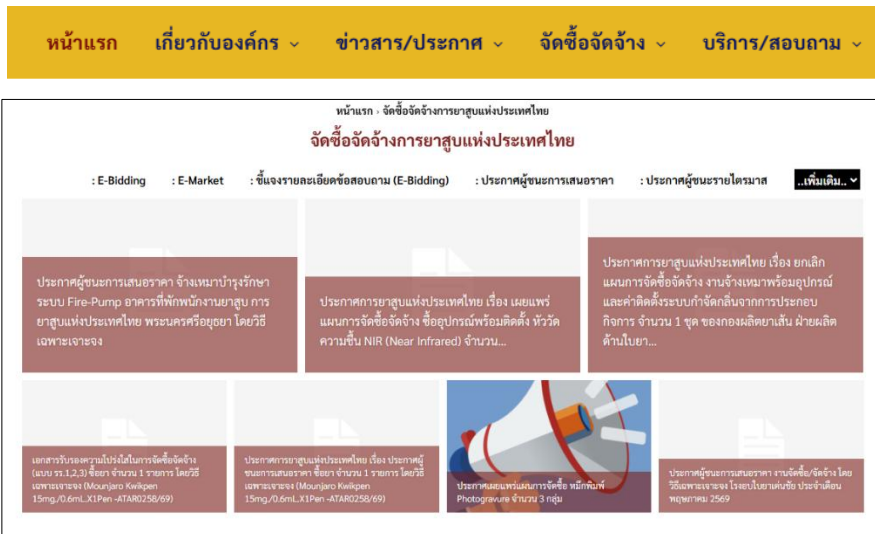 หน้าแรก เกี่ยวกับองค์กร ข่าวสาร/ประกาศ จัดซื้อจัดจ้าง บริการ/สอบถาม
หน้าแรก › จัดซื้อจัดจ้างการยาสูบแห่งประเทศไทย
จัดซื้อจัดจ้างการยาสูบแห่งประเทศไทย
: E-Bidding : E-Market : ชี้แจงรายละเอียดข้อสอบถาม (E-Bidding) : ประกาศผู้ชนะการเสนอราคา : ประกาศผู้ชนะรายไตรมาส ..เพิ่มเติม..
ประกาศผู้ชนะการเสนอราคา จ้างเหมาบำรุงรักษา
ระบบ Fire-Pump อาคารที่พักพนักงานยาสูบ การ
ยาสูบแห่งประเทศไทย พระนครศรีอยุธยา โดยวิธี
เฉพาะเจาะจง
ประกาศการยาสูบแห่งประเทศไทย เรื่อง เผยแพร่
แผนการจัดซื้อจัดจ้าง ซื้ออุปกรณ์พร้อมติดตั้ง หัววัด
ความชื้น NIR (Near Infrared) จำนวน...
ประกาศการยาสูบแห่งประเทศไทย เรื่อง ยกเลิก
แผนการจัดซื้อจัดจ้าง งานจ้างเหมาพร้อมอุปกรณ์
และค่าติดตั้งระบบกำจัดกลิ่นจากการประกอบ
กิจการ จำนวน 1 ชุด ของกองผลิตยาเส้น ฝ่ายผลิต
ด้านใบยา...
เอกสารรับรองความโปร่งใสในการจัดซื้อจัดจ้าง
(แบบ รร.1,2,3) ซื้อยา จำนวน 1 รายการ โดยวิธี
เฉพาะเจาะจง (Mounjaro Kwikpen
15mg./0.6mL.X1Pen -ATAR0258/69)
ประกาศการยาสูบแห่งประเทศไทย เรื่อง ประกาศผู้
ชนะการเสนอราคา ซื้อยา จำนวน 1 รายการ โดยวิธี
เฉพาะเจาะจง (Mounjaro Kwikpen
15mg./0.6mL.X1Pen -ATAR0258/69)
ประกาศเผยแพร่แผนการจัดซื้อ หมึกพิมพ์
Photogravure จำนวน 3 กลุ่ม
ประกาศผู้ชนะการเสนอราคา งานจัดซื้อ/จัดจ้าง โดย
วิธีเฉพาะเจาะจง โรงอบใบยาเด่นชัย ประจำเดือน
พฤษภาคม 2569